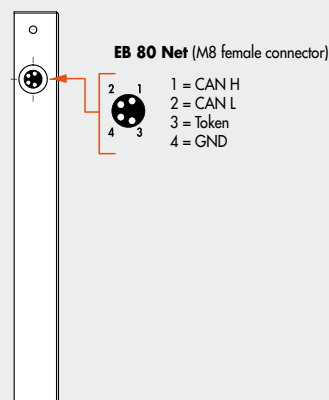 EB 80 Net (M8 female connector)
2 1
4 3
1 = CAN H
2 = CAN L
3 = Token
4 = GND